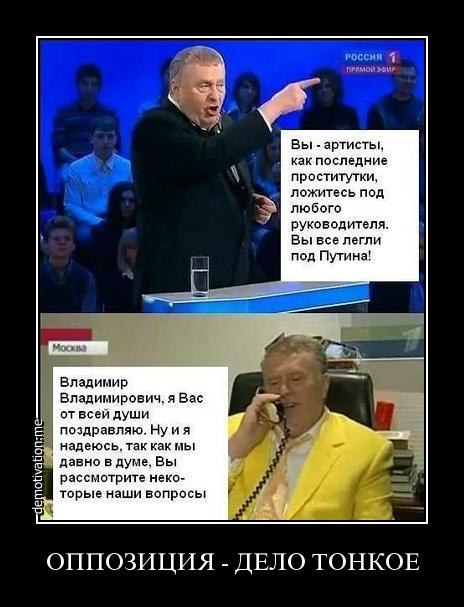 РОССИЯ 1
ПРЯМОЙ ЭФИР
Вы - артисты,
как последние
проститутки,
ложитесь под
любого
руководителя.
Вы все легли
под Путина!
Москва
Владимир
Владимирович, я Вас
от всей души
поздравляю. Ну и я
надеюсь, так как мы
давно в думе, Вы
рассмотрите неко-
торые наши вопросы
demotivation.me
ОППОЗИЦИЯ - ДЕЛО ТОНКОЕ